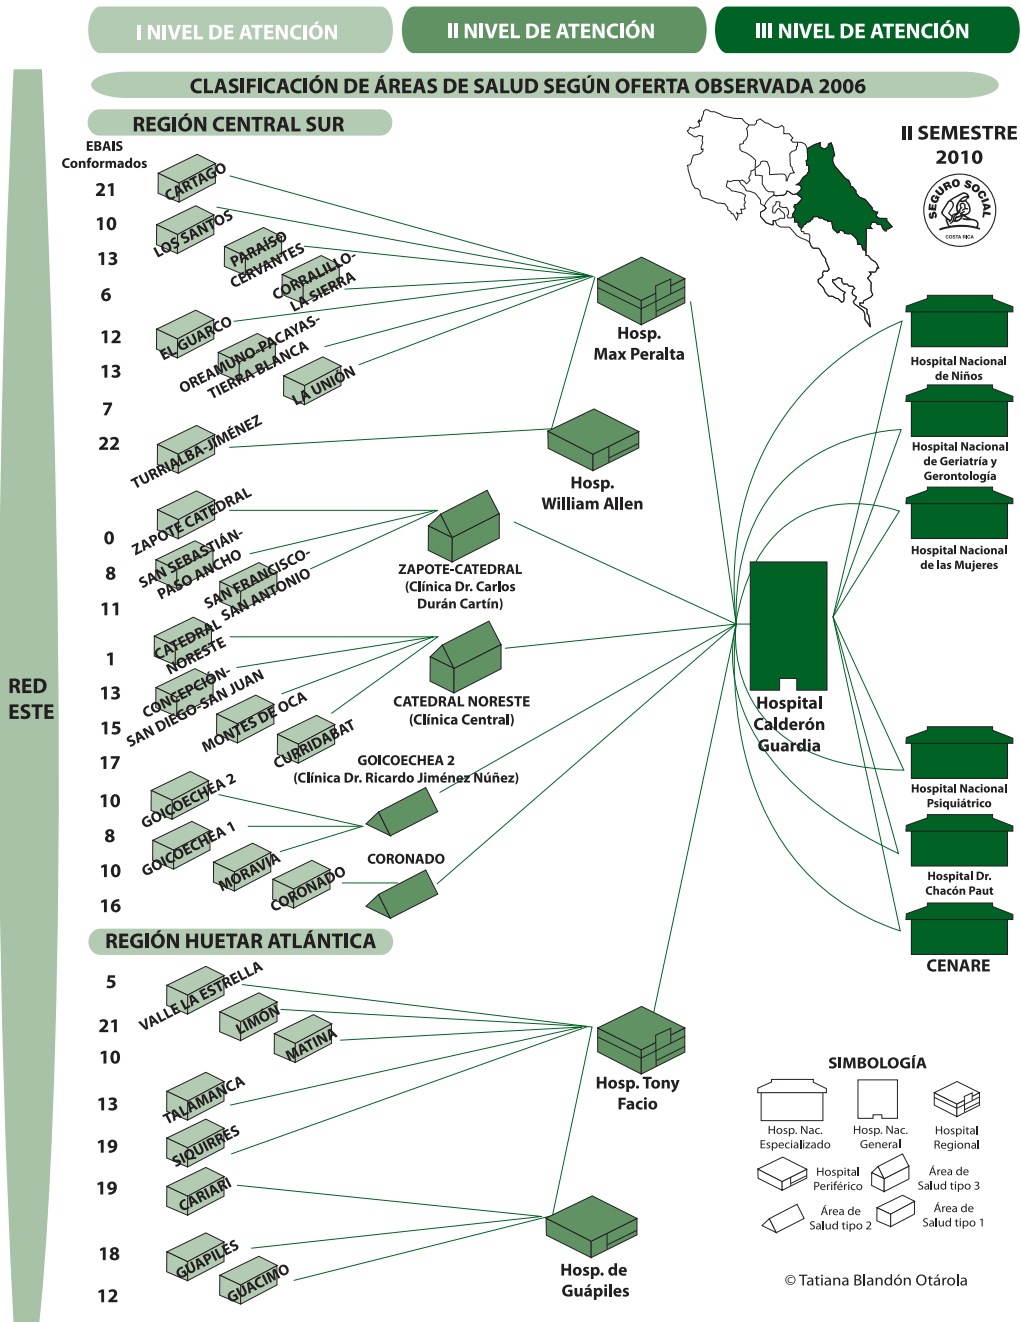 I NIVEL DE ATENCIÓN
II NIVEL DE ATENCIÓN
III NIVEL DE ATENCIÓN
CLASIFICACIÓN DE ÁREAS DE SALUD SEGÚN OFERTA OBSERVADA 2006
REGIÓN CENTRAL SUR
II SEMESTRE
2010
SEGURO SOCIAL
COSTA RICA
EBAIS
Conformados
21
CARTAGO
10
LOS SANTOS
13
PARAÍSO
CERVANTES
6
CORRALILLO-
LA SIERRA
12
EL GUARCO
13
OREAMUNO-PACAYAS-
TIERRA BLANCA
7
LA UNIÓN
22
TURRIALBA-JIMÉNEZ
Hosp.
Max Peralta
Hosp.
William Allen
0
ZAPOTE CATEDRAL
8
SAN SEBASTIÁN-
PASO ANCHO
11
SAN FRANCISCO-
SAN ANTONIO
ZAPOTE-CATEDRAL
(Clínica Dr. Carlos
Durán Cartín)
1
CATEDRAL
NORESTE
13
CONCEPCIÓN-
SAN DIEGO-SAN JUAN
15
MONTES DE OCA
17
CURRIDABAT
CATEDRAL NORESTE
(Clínica Central)
10
GOICOECHEA 2
8
GOICOECHEA 1
10
MORAVIA
16
CORONADO
GOICOECHEA 2
(Clínica Dr. Ricardo Jiménez Núñez)
CORONADO
Hospital
Calderón
Guardia
Hospital Nacional
de Niños
Hospital Nacional
de Geriatría y
Gerontología
Hospital Nacional
de las Mujeres
Hospital Nacional
Psiquiátrico
Hospital Dr.
Chacón Paut
CENARE
RED
ESTE
REGIÓN HUETAR ATLÁNTICA
5
VALLE LA ESTRELLA
21
LIMÓN
10
MATINA
13
TALAMANCA
19
SIQUIRRES
19
CARIARI
18
GUÁPILES
12
GUÁCIMO
Hosp. Tony
Facio
Hosp. de
Guápiles
SIMBOLOGÍA
Hosp. Nac.
Especializado
Hosp. Nac.
General
Hospital
Regional
Hospital
Periférico
Área de
Salud tipo 3
Área de
Salud tipo 2
Área de
Salud tipo 1
© Tatiana Blandón Otárola